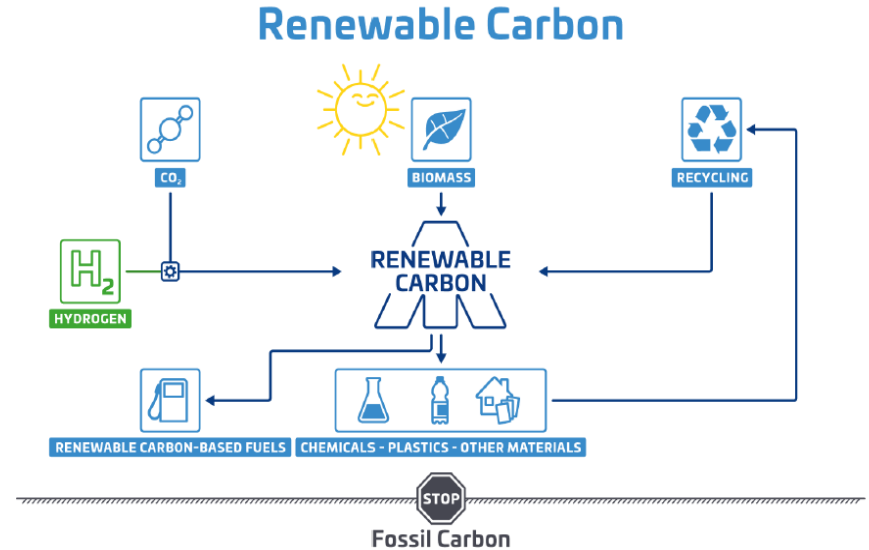 Renewable Carbon
CO₂
BIOMASS
RECYCLING
H₂
HYDROGEN
RENEWABLE
CARBON
RENEWABLE CARBON-BASED FUELS
CHEMICALS - PLASTICS - OTHER MATERIALS
STOP
Fossil Carbon